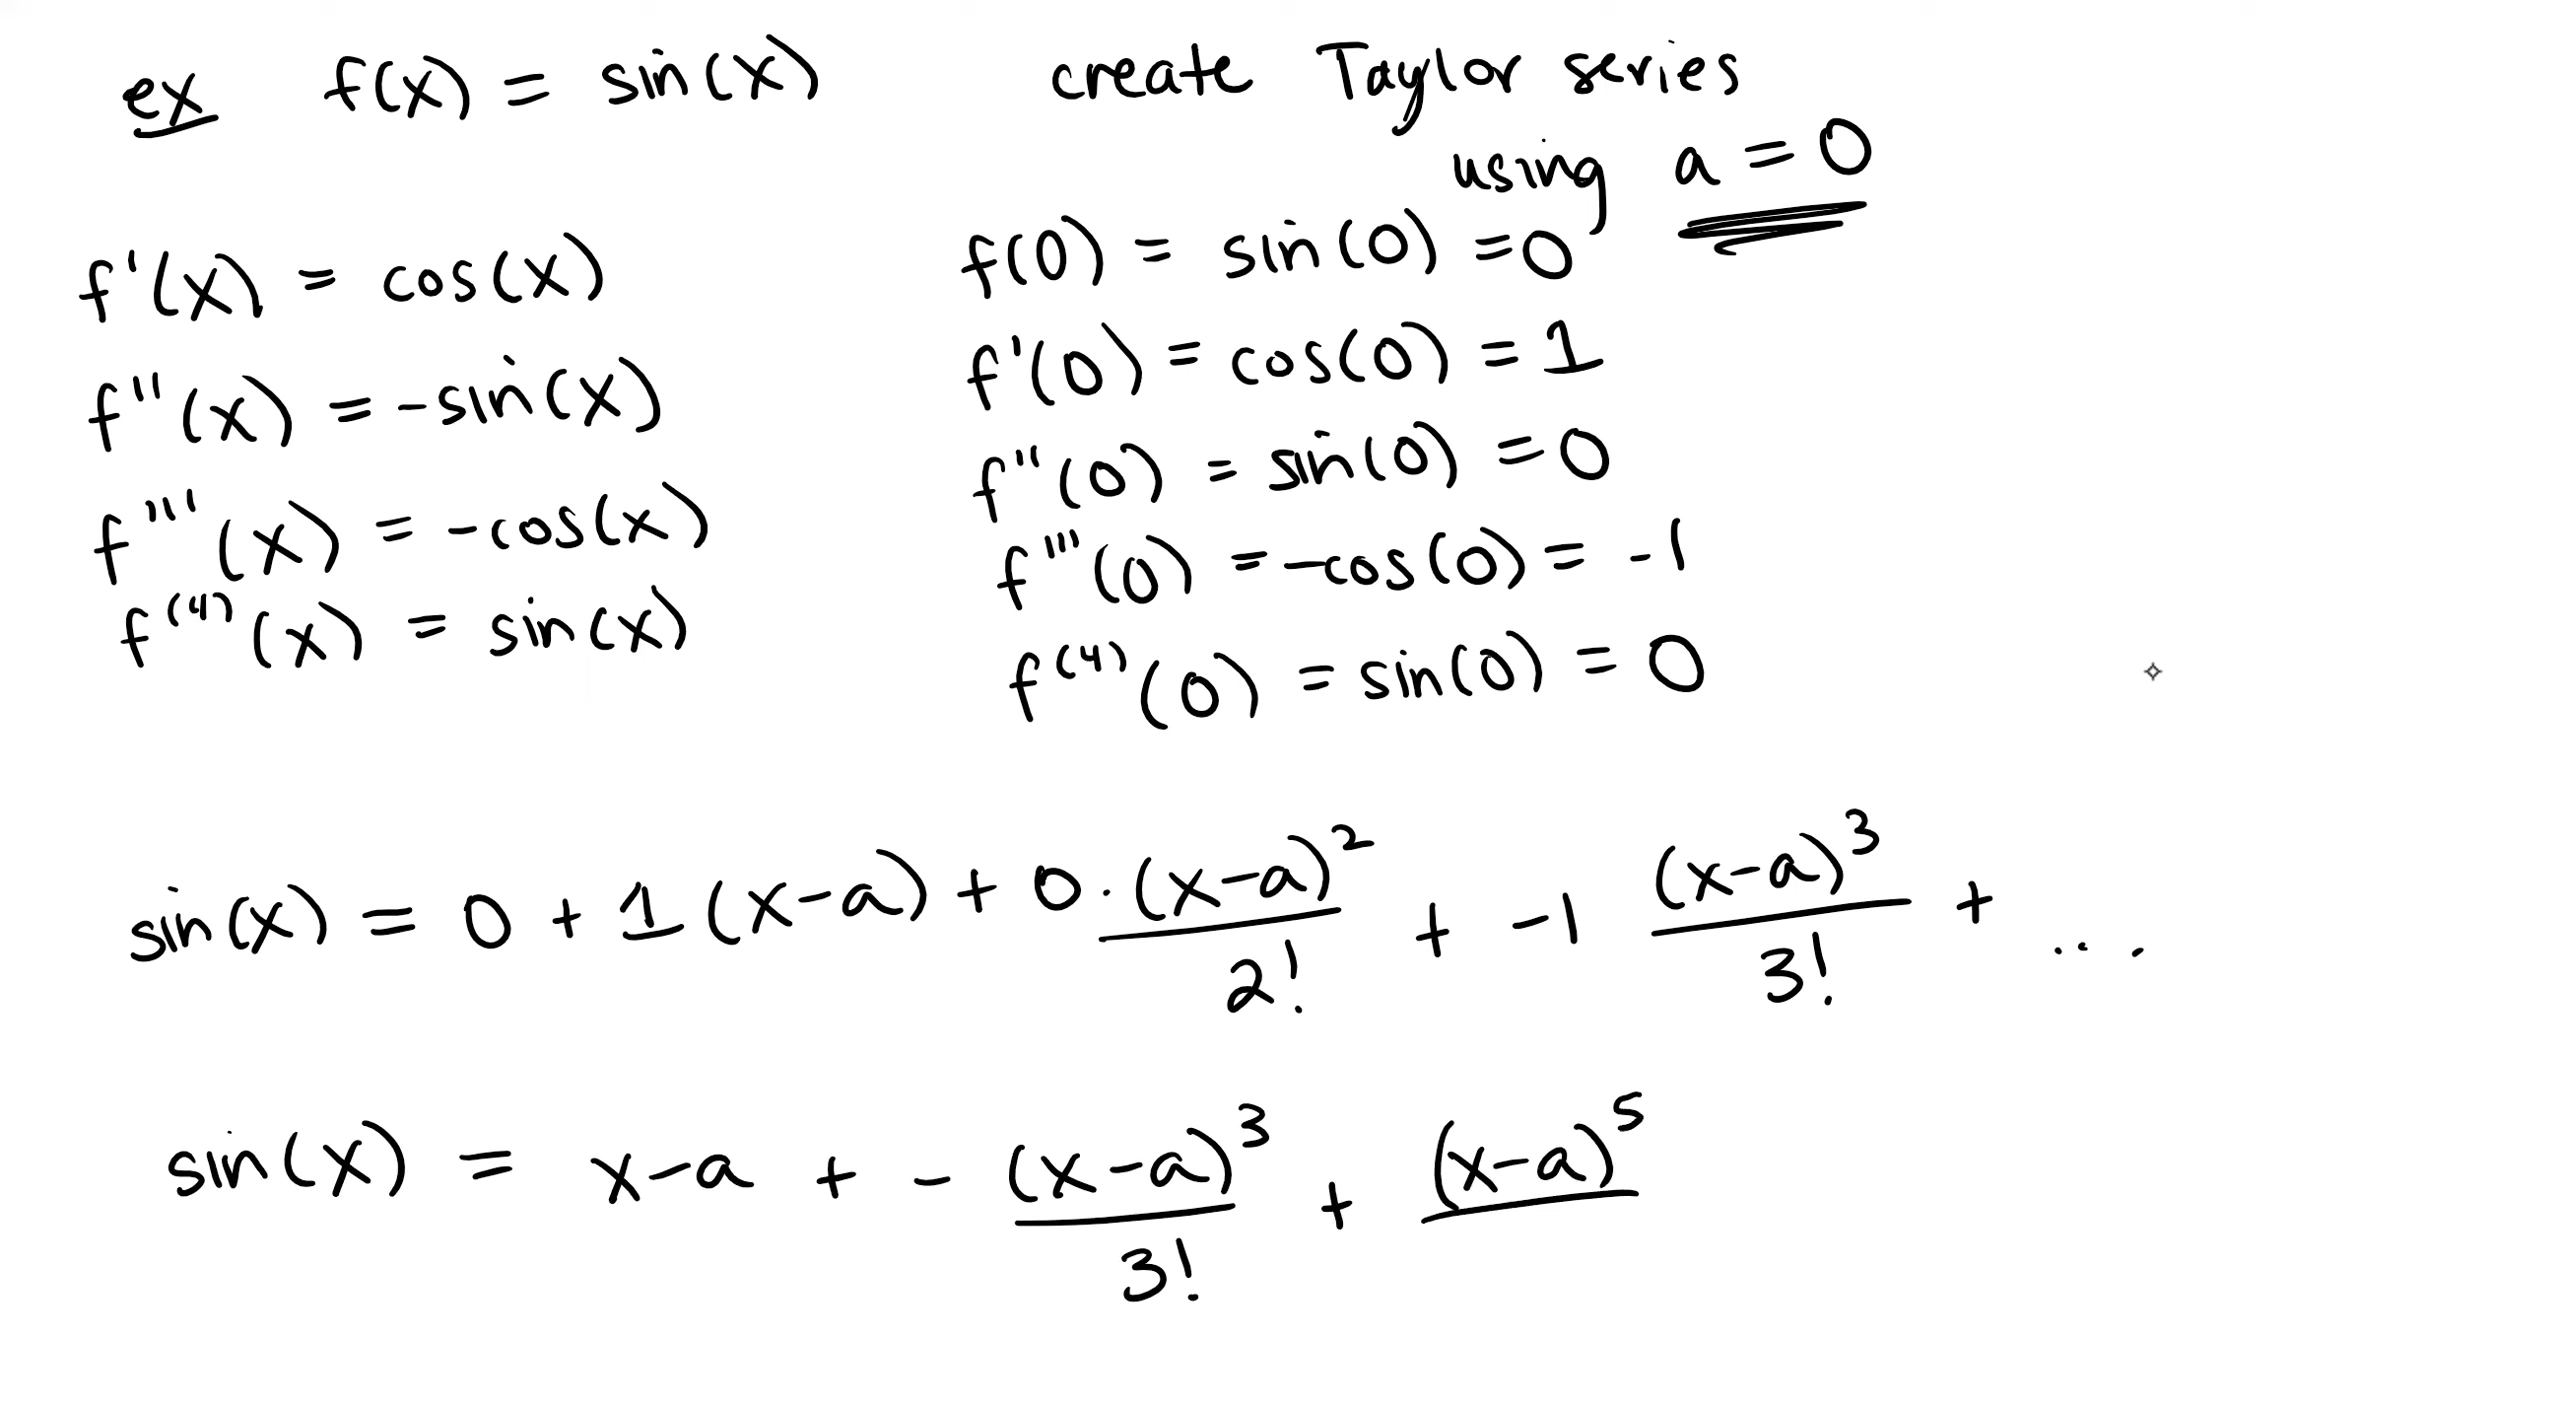 ex f(x) = sin(x) create Taylor series
using a = 0
f'(x) = cos(x)
f''(x) = -sin(x)
f'''(x) = -cos(x)
f^(4)(x) = sin(x)
f(0) = sin(0) = 0
f'(0) = cos(0) = 1
f''(0) = sin(0) = 0
f'''(0) = -cos(0) = -1
f^(4)(0) = sin(0) = 0
sin(x) = 0 + 1(x-a) + 0·(x-a)^2/2! + -1 (x-a)^3/3! + ...
sin(x) = x-a + - (x-a)^3/3! + (x-a)^5/